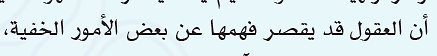 أن العقول قد يقصر فهمها عن بعض الأمور الخفية،